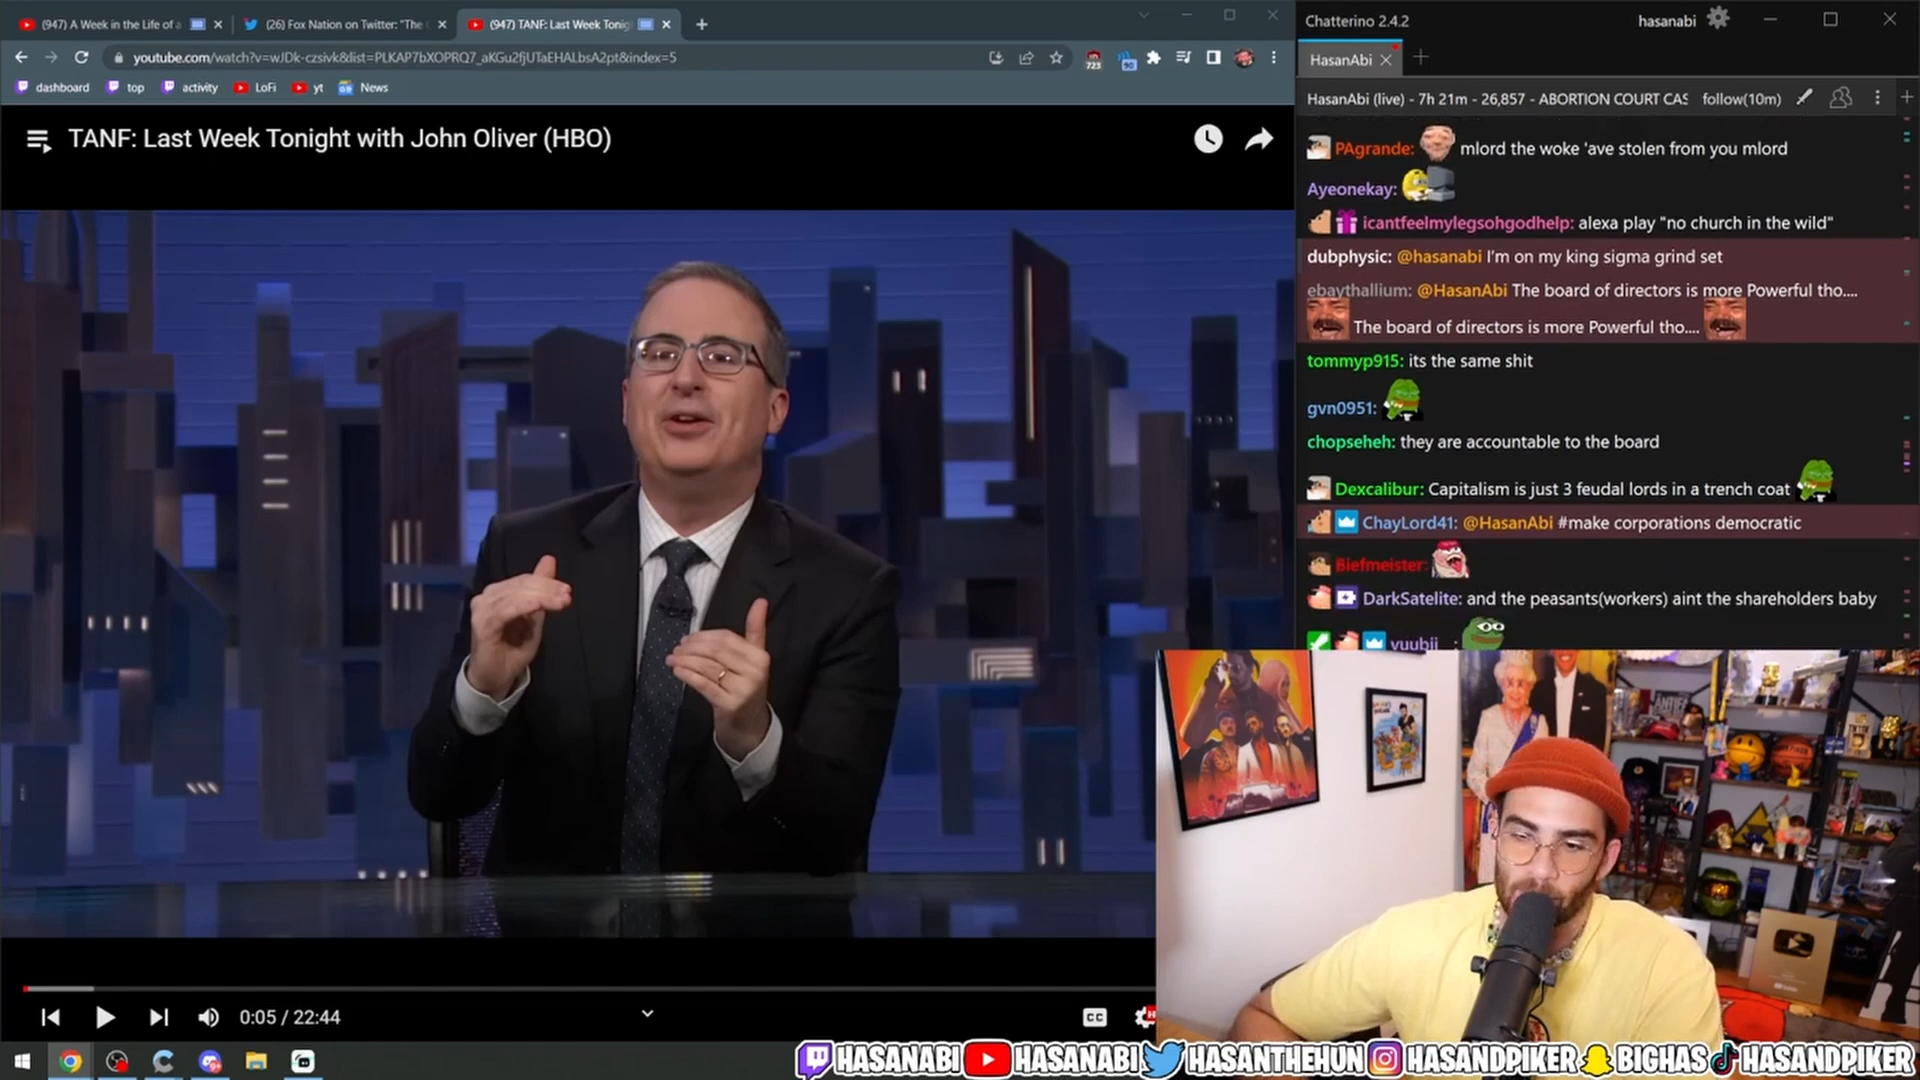 (947) A Week in the Life of a
(26) Fox Nation on Twitter: "The
(947) TANF: Last Week Tonig
youtube.com/watch?v=wJDk-czsivk&list=PLKAP7bXOPRQ7_aKGu2fjUTaEHALbsA2pt&index=5
723
90
dashboard
top
activity
LoFi
yt
News
TANF: Last Week Tonight with John Oliver (HBO)
0:05 / 22:44
CC
Chatterino 2.4.2
hasanabi
HasanAbi
HasanAbi (live) - 7h 21m - 26,857 - ABORTION COURT CAS
follow(10m)
PAgrande: mlord the woke 'ave stolen from you mlord
Ayeonekay:
icantfeelmylegsohgodhelp: alexa play "no church in the wild"
dubphysic: @hasanabi I'm on my king sigma grind set
ebaythallium: @HasanAbi The board of directors is more Powerful tho....
The board of directors is more Powerful tho....
tommyp915: its the same shit
gvn0951:
chopseheh: they are accountable to the board
Dexcalibur: Capitalism is just 3 feudal lords in a trench coat
ChayLord41: @HasanAbi #make corporations democratic
Biefmeister:
DarkSatelite: and the peasants(workers) aint the shareholders baby
vuubii :
HASANABI
HASANABI
HASANTHEHUN
HASANDPIKER
BIGHAS
HASANDPIKER